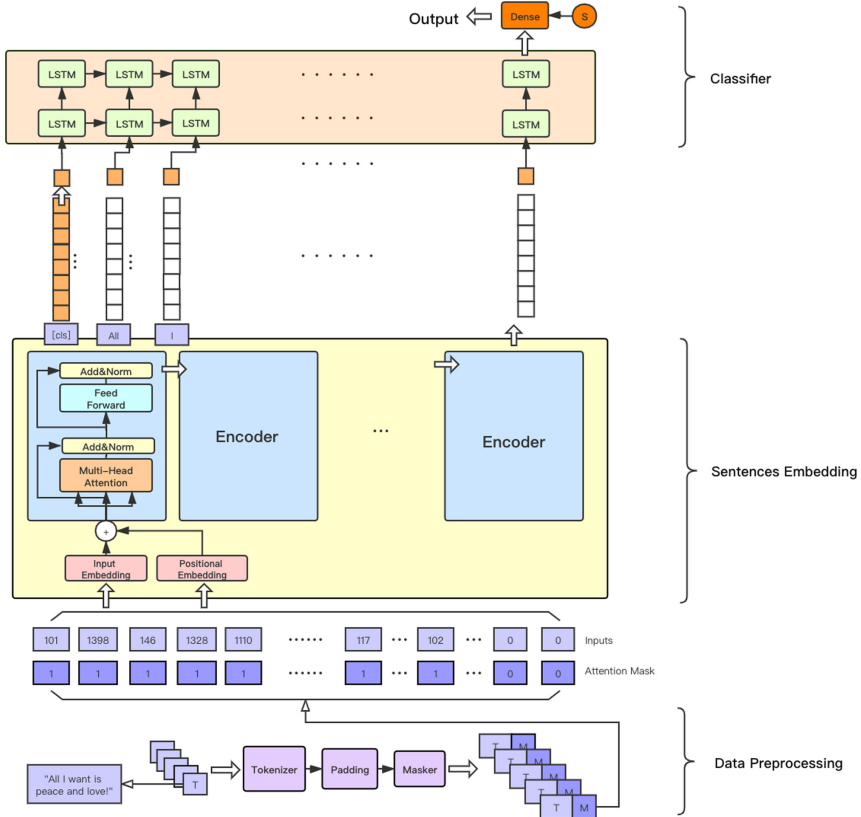 Output
Dense
S
LSTM
LSTM
LSTM
. . . . . .
LSTM
Classifier
LSTM
LSTM
LSTM
. . . . . .
LSTM
. . . . . .
...
...
. . . . . .
[cls]
All
I
Add&Norm
Feed
Forward
Add&Norm
Multi-Head
Attention
Encoder
...
Encoder
Sentences Embedding
+
Input
Embedding
Positional
Embedding
101
1398
146
1328
1110
......
117
...
102
...
0
0
Inputs
1
1
1
1
1
......
1
...
1
...
0
0
Attention Mask
"All I want is
peace and love!"
T
Tokenizer
Padding
Masker
T
M
T
M
T
M
T
M
T
M
Data Preprocessing